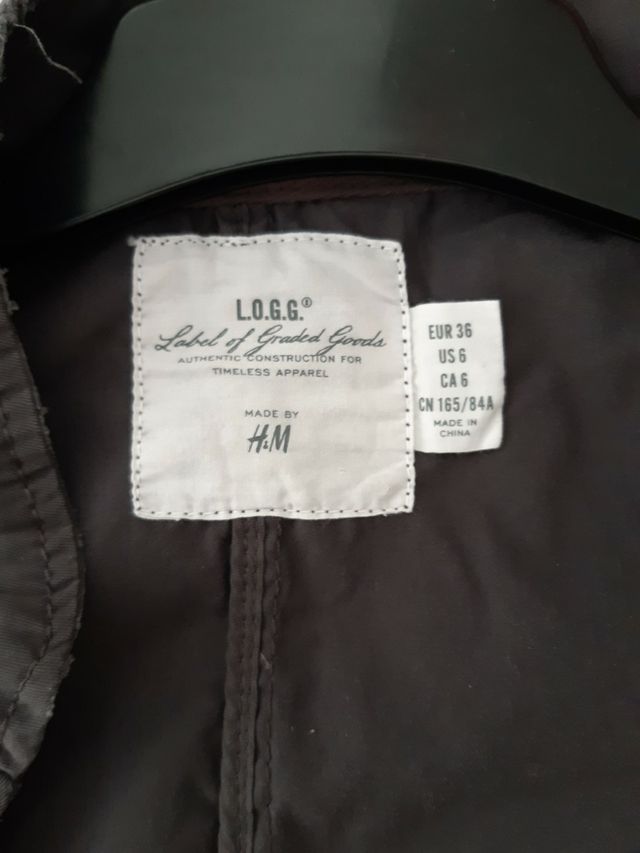 L.O.G.G.®
Label of Graded Goods
AUTHENTIC CONSTRUCTION FOR
TIMELESS APPAREL
MADE BY
H&M
EUR 36
US 6
CA 6
CN 165/84A
MADE IN
CHINA